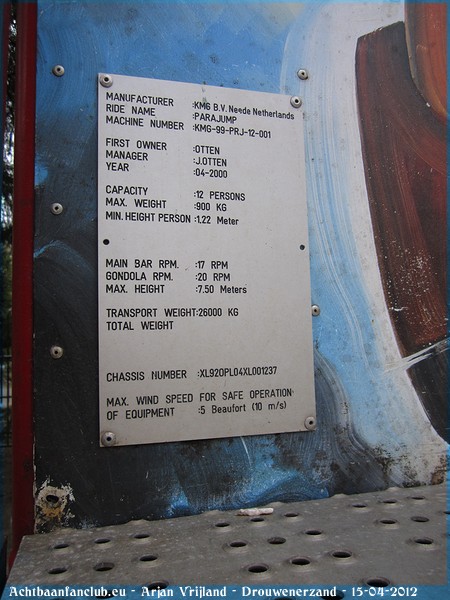 MANUFACTURER :KMG B.V. Neede Netherlands
RIDE NAME :PARAJUMP
MACHINE NUMBER :KMG-99-PRJ-12-001
FIRST OWNER :OTTEN
MANAGER :J.OTTEN
YEAR :04-2000
CAPACITY :12 PERSONS
MAX. WEIGHT :900 KG
MIN. HEIGHT PERSON :1,22 Meter
MAIN BAR RPM. :17 RPM
GONDOLA RPM. :20 RPM
MAX. HEIGHT :7.50 Meters
TRANSPORT WEIGHT:26000 KG
TOTAL WEIGHT
CHASSIS NUMBER :XL920PL04XL001237
MAX. WIND SPEED FOR SAFE OPERATION
OF EQUIPMENT :5 Beaufort (10 m/s)
Achtbaanfanclub.eu - Arjan Vrijland - Drouwenerzand - 15-04-2012